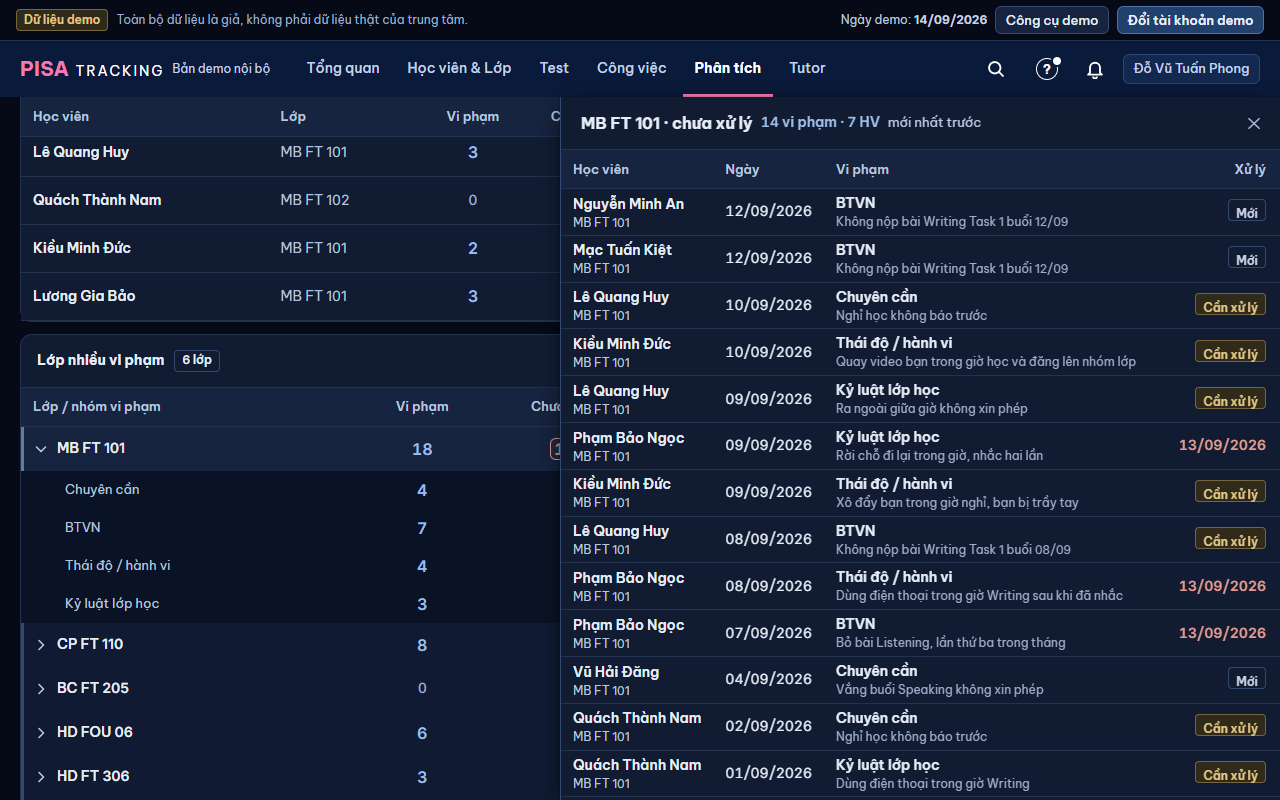 Dữ liệu demo Toàn bộ dữ liệu là giả, không phải dữ liệu thật của trung tâm. Ngày demo: 14/09/2026 Công cụ demo Đổi tài khoản demo
PISA TRACKING Bản demo nội bộ Tổng quan Học viên & Lớp Test Công việc Phân tích Tutor ? Đỗ Vũ Tuấn Phong
Học viên Lớp Vi phạm C
Lê Quang Huy MB FT 101 3
Quách Thành Nam MB FT 102 0
Kiều Minh Đức MB FT 101 2
Lương Gia Bảo MB FT 101 3
Lớp nhiều vi phạm 6 lớp
Lớp / nhóm vi phạm Vi phạm Chư
MB FT 101 18
Chuyên cần 4
BTVN 7
Thái độ / hành vi 4
Kỷ luật lớp học 3
CP FT 110 8
BC FT 205 0
HD FOU 06 6
HD FT 306 3
MB FT 101 · chưa xử lý 14 vi phạm · 7 HV mới nhất trước
Học viên Ngày Vi phạm Xử lý
Nguyễn Minh An 12/09/2026 BTVN Mới
MB FT 101 Không nộp bài Writing Task 1 buổi 12/09
Mạc Tuấn Kiệt 12/09/2026 BTVN Mới
MB FT 101 Không nộp bài Writing Task 1 buổi 12/09
Lê Quang Huy 10/09/2026 Chuyên cần Cần xử lý
MB FT 101 Nghỉ học không báo trước
Kiều Minh Đức 10/09/2026 Thái độ / hành vi Cần xử lý
MB FT 101 Quay video bạn trong giờ học và đăng lên nhóm lớp
Lê Quang Huy 09/09/2026 Kỷ luật lớp học Cần xử lý
MB FT 101 Ra ngoài giữa giờ không xin phép
Phạm Bảo Ngọc 09/09/2026 Kỷ luật lớp học 13/09/2026
MB FT 101 Rời chỗ đi lại trong giờ, nhắc hai lần
Kiều Minh Đức 09/09/2026 Thái độ / hành vi Cần xử lý
MB FT 101 Xô đẩy bạn trong giờ nghỉ, bạn bị trầy tay
Lê Quang Huy 08/09/2026 BTVN Cần xử lý
MB FT 101 Không nộp bài Writing Task 1 buổi 08/09
Phạm Bảo Ngọc 08/09/2026 Thái độ / hành vi 13/09/2026
MB FT 101 Dùng điện thoại trong giờ Writing sau khi đã nhắc
Phạm Bảo Ngọc 07/09/2026 BTVN 13/09/2026
MB FT 101 Bỏ bài Listening, lần thứ ba trong tháng
Vũ Hải Đăng 04/09/2026 Chuyên cần Mới
MB FT 101 Vắng buổi Speaking không xin phép
Quách Thành Nam 02/09/2026 Chuyên cần Cần xử lý
MB FT 101 Nghỉ học không báo trước
Quách Thành Nam 01/09/2026 Kỷ luật lớp học Cần xử lý
MB FT 101 Dùng điện thoại trong giờ Writing